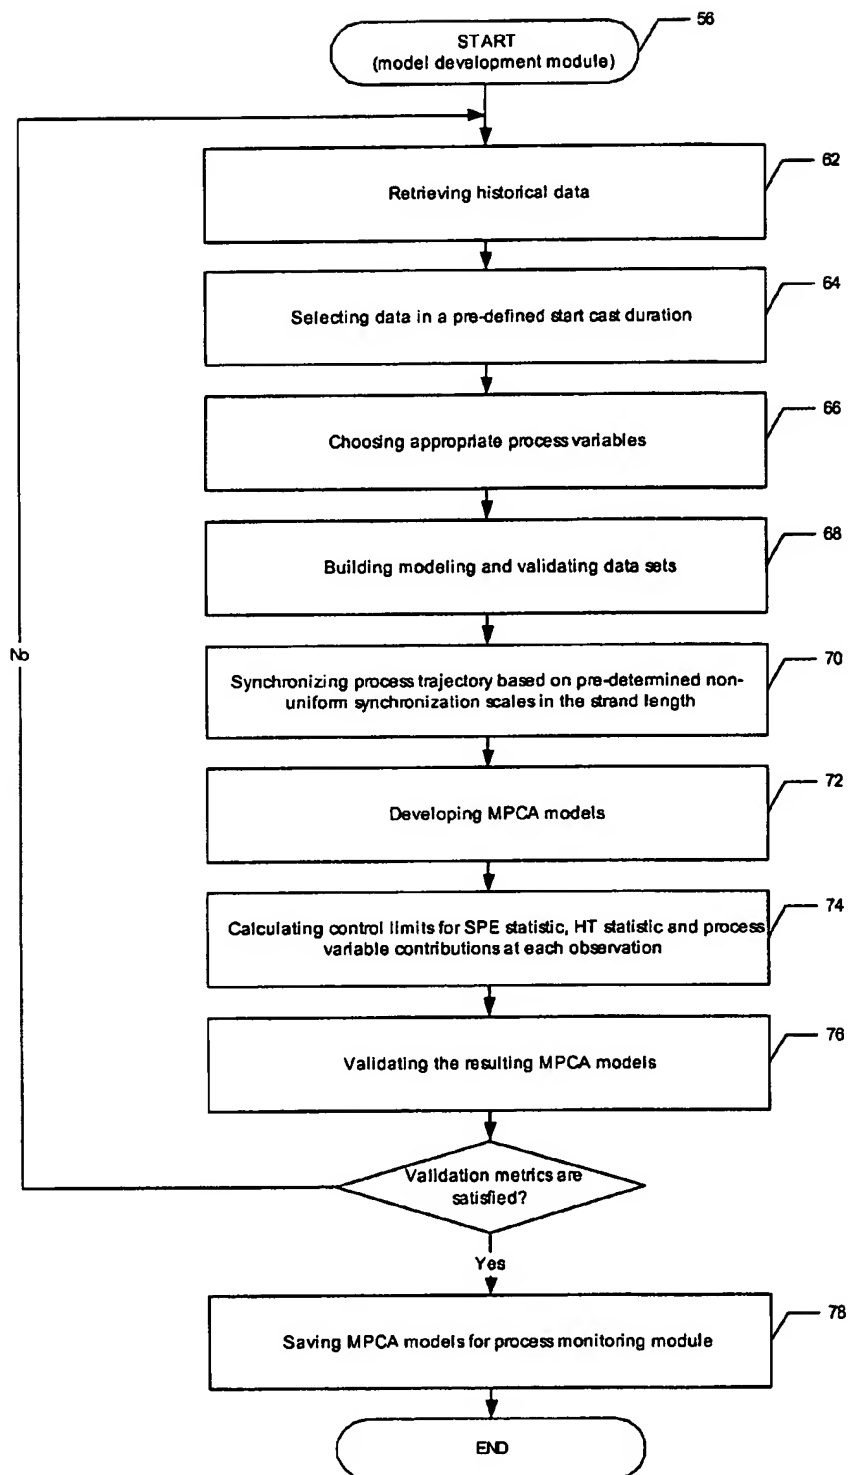 56
START
(model development module)
62
Retrieving historical data
64
Selecting data in a pre-defined start cast duration
66
Choosing appropriate process variables
68
Building modeling and validating data sets
No
70
Synchronizing process trajectory based on pre-determined non-
uniform synchronization scales in the strand length
72
Developing MPCA models
74
Calculating control limits for SPE statistic, HT statistic and process
variable contributions at each observation
76
Validating the resulting MPCA models
Validation metrics are
satisfied?
Yes
78
Saving MPCA models for process monitoring module
END